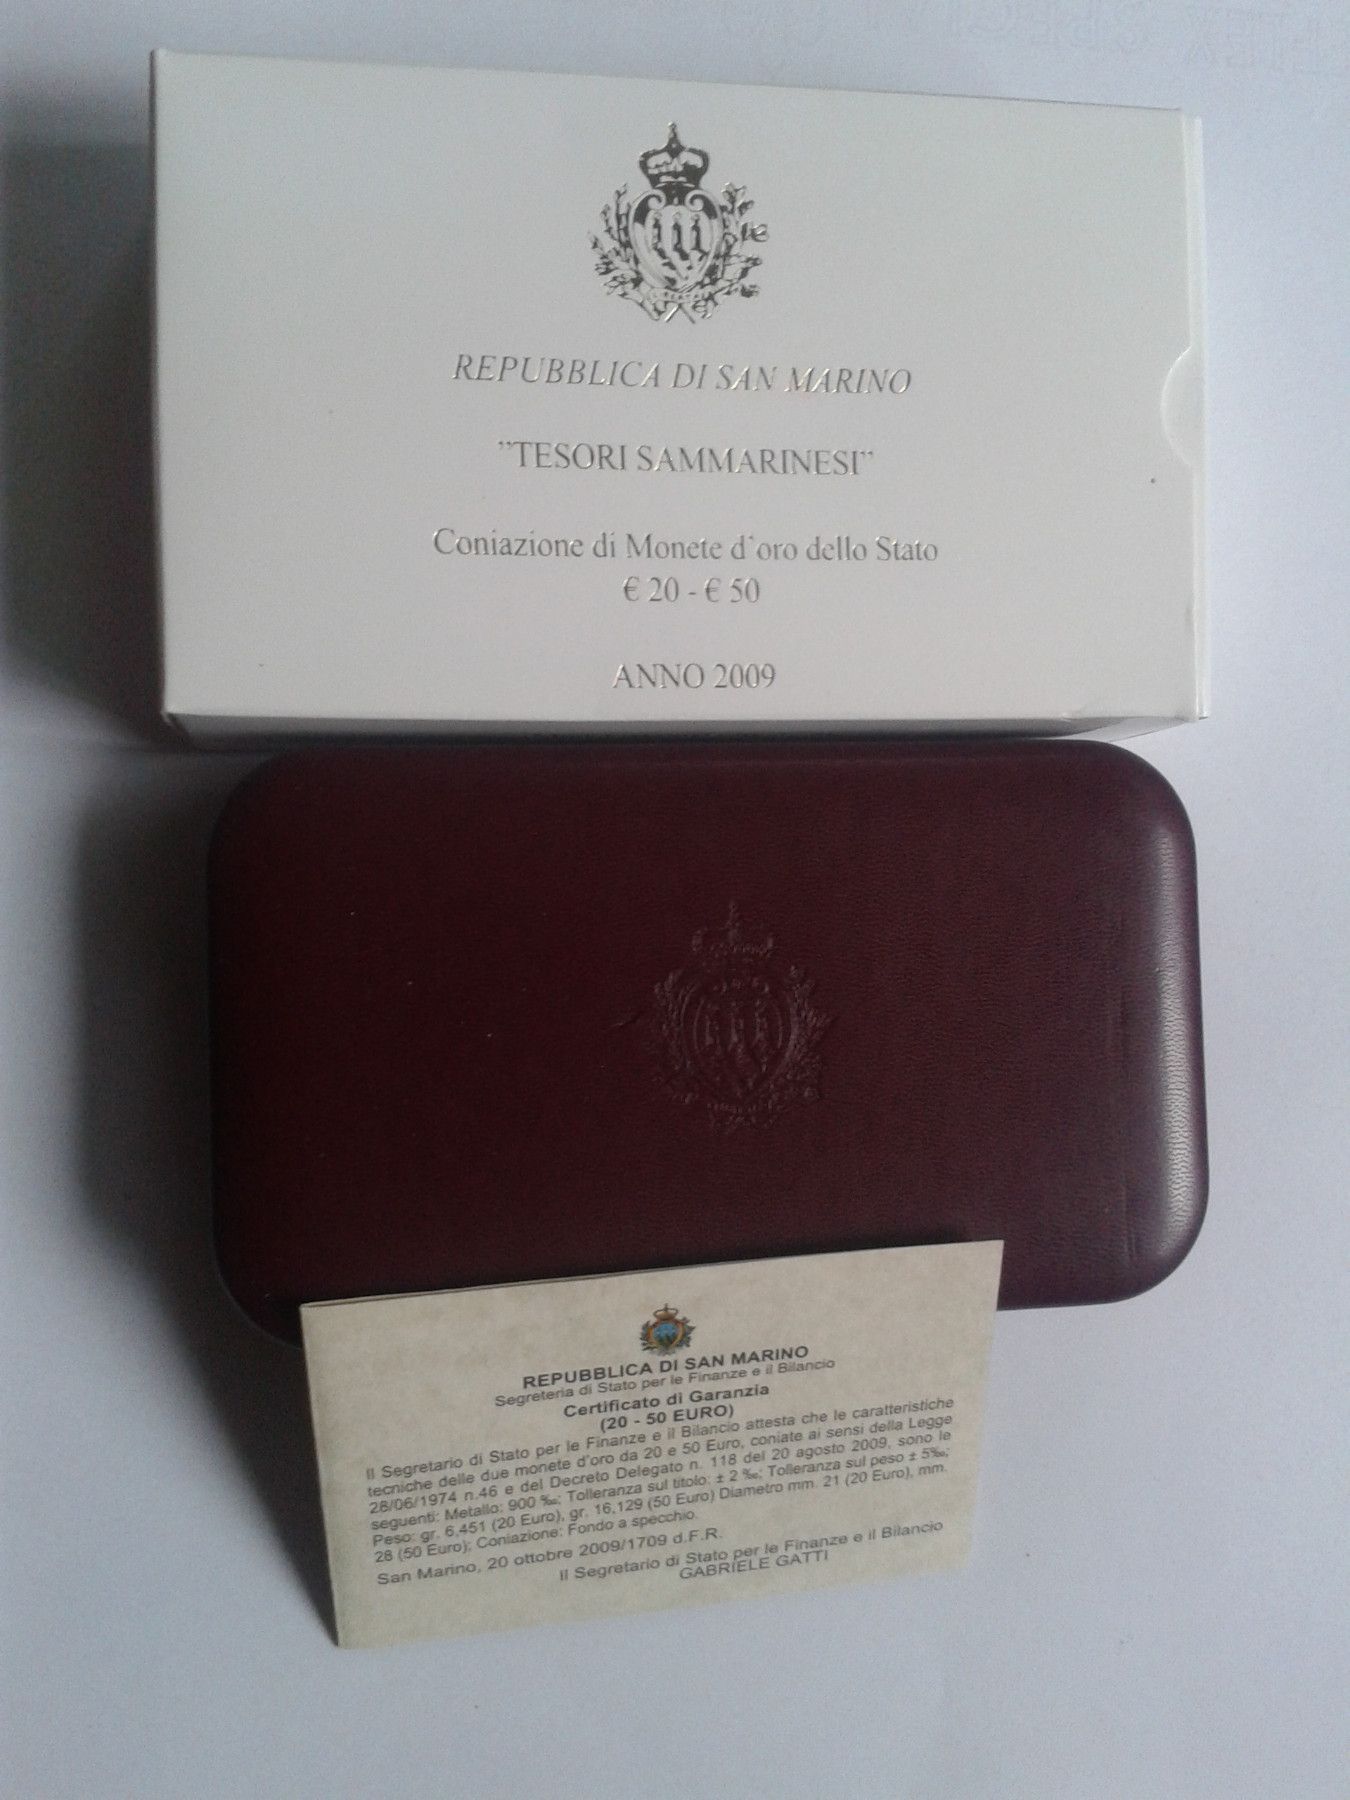 REPUBBLICA DI SAN MARINO
"TESORI SAMMARINESI"
Coniazione di Monete d'oro dello Stato
€ 20 - € 50
ANNO 2009
REPUBBLICA DI SAN MARINO
Segreteria di Stato per le Finanze e il Bilancio
Certificato di Garanzia
(20 - 50 EURO)
Il Segretario di Stato per le Finanze e il Bilancio attesta che le caratteristiche
tecniche delle due monete d'oro da 20 e 50 Euro, coniate ai sensi della Legge
28/06/1974 n.46 e del Decreto Delegato n. 118 del 20 agosto 2009, sono le
seguenti: Metallo: 900 ‰; Tolleranza sul titolo: ± 2 ‰; Tolleranza sul peso ± 5‰;
Peso: gr. 6,451 (20 Euro), gr. 16,129 (50 Euro) Diametro mm. 21 (20 Euro), mm.
28 (50 Euro); Coniazione: Fondo a specchio.
San Marino, 20 ottobre 2009/1709 d.F.R.
Il Segretario di Stato per le Finanze e il Bilancio
GABRIELE GATTI